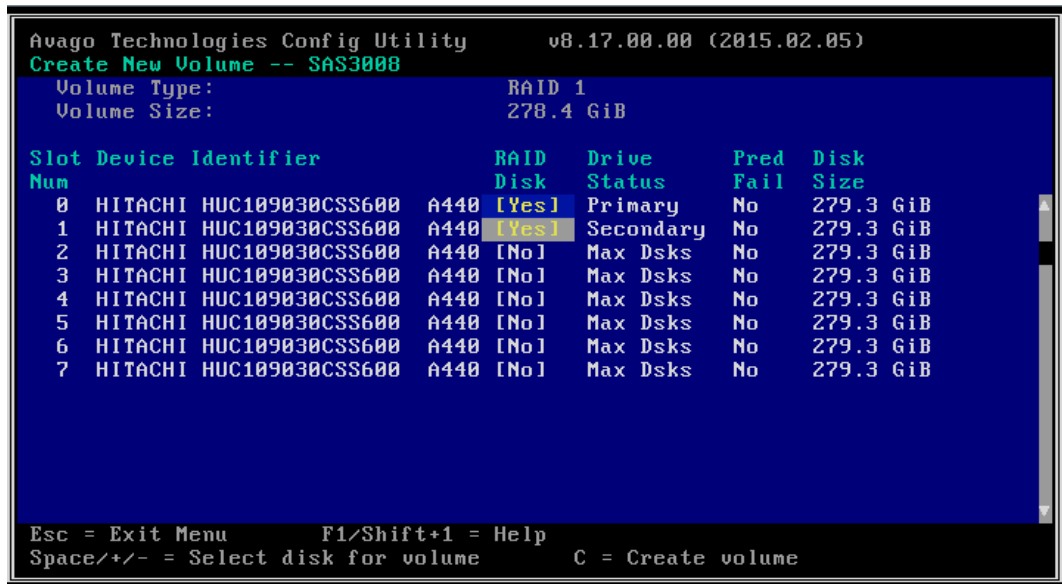 Avago Technologies Config Utility v8.17.00.00 (2015.02.05)
Create New Volume -- SAS3008
Volume Type: RAID 1
Volume Size: 278.4 GiB
Slot Device Identifier RAID Drive Pred Disk
Num Disk Status Fail Size
0 HITACHI HUC109030CSS600 A440 [Yes] Primary No 279.3 GiB
1 HITACHI HUC109030CSS600 A440 [Yes] Secondary No 279.3 GiB
2 HITACHI HUC109030CSS600 A440 [No] Max Dsks No 279.3 GiB
3 HITACHI HUC109030CSS600 A440 [No] Max Dsks No 279.3 GiB
4 HITACHI HUC109030CSS600 A440 [No] Max Dsks No 279.3 GiB
5 HITACHI HUC109030CSS600 A440 [No] Max Dsks No 279.3 GiB
6 HITACHI HUC109030CSS600 A440 [No] Max Dsks No 279.3 GiB
7 HITACHI HUC109030CSS600 A440 [No] Max Dsks No 279.3 GiB
Esc = Exit Menu F1/Shift+1 = Help
Space/+/- = Select disk for volume C = Create volume